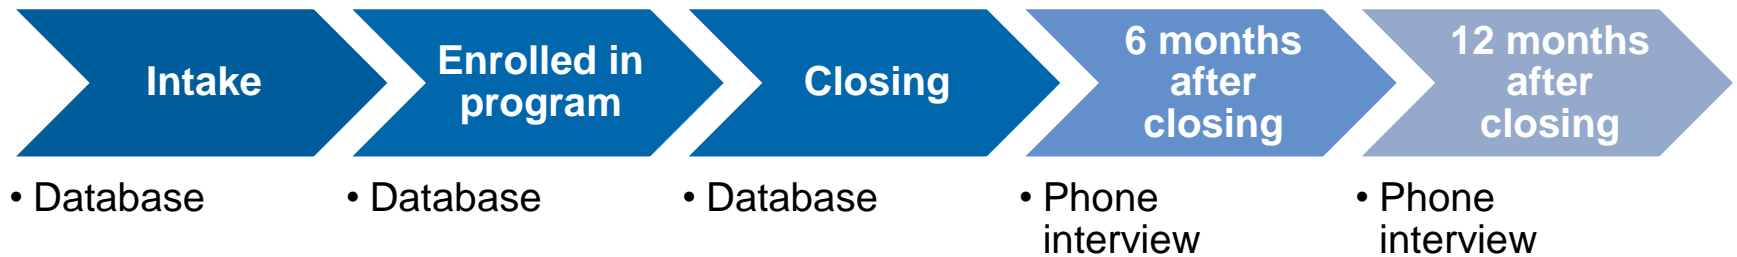 Intake
Enrolled in
program
Closing
6 months
after
closing
12 months
after
closing
• Database
• Database
• Database
• Phone
interview
• Phone
interview